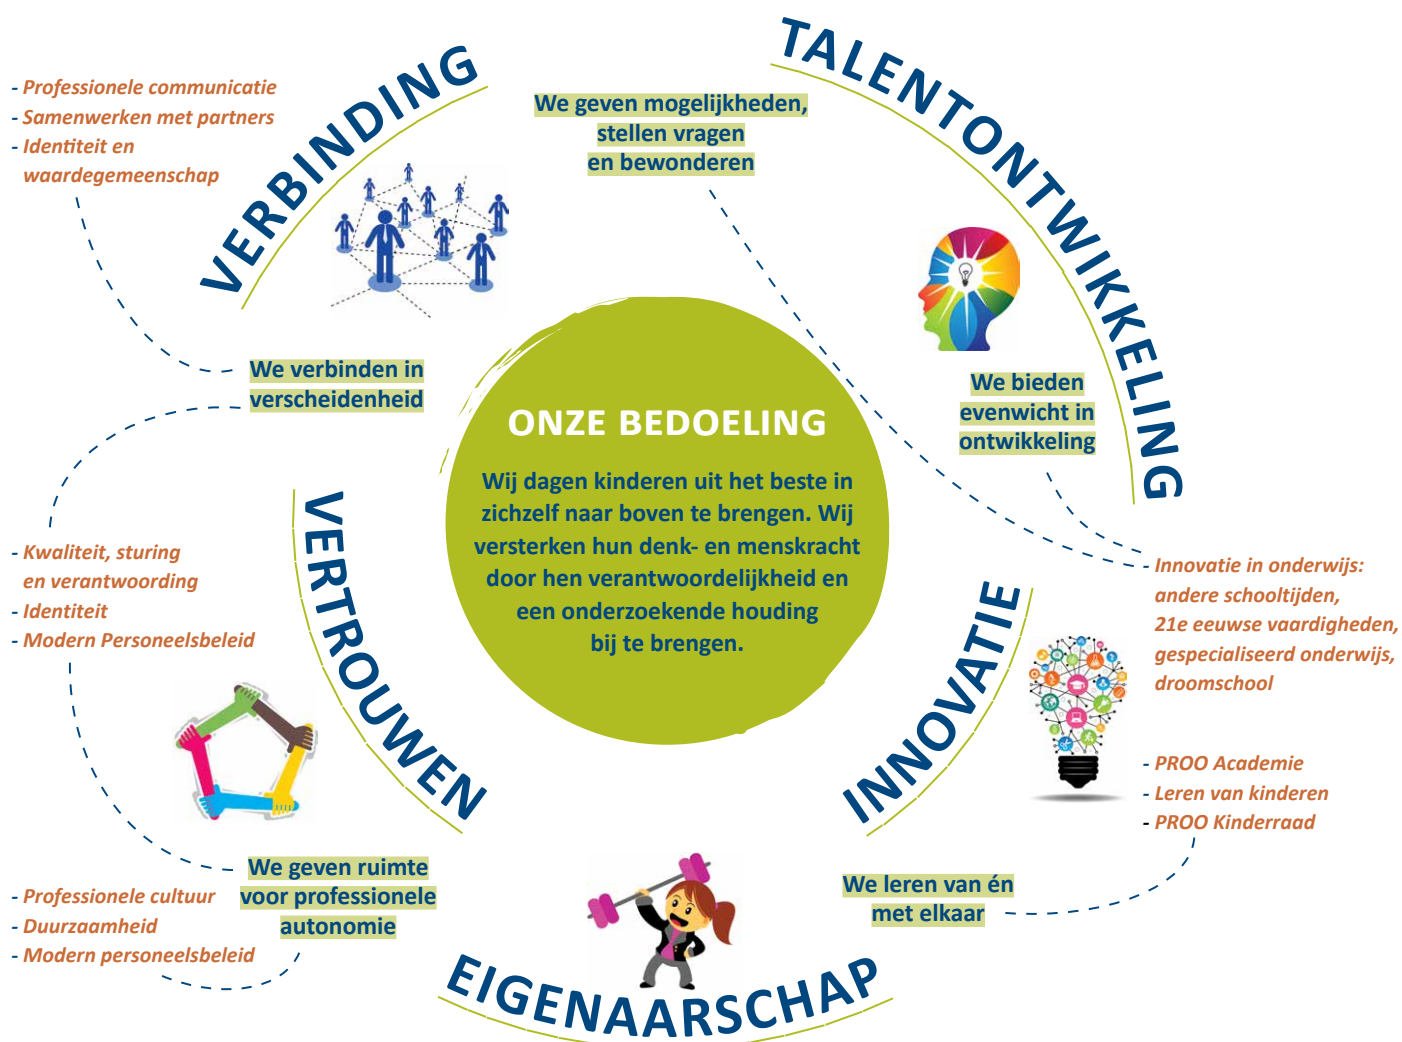 VERBINDING
TALENTONTWIKKELING
- Professionele communicatie
- Samenwerken met partners
- Identiteit en
waardegemeenschap
We geven mogelijkheden,
stellen vragen
en bewonderen
We verbinden in
verscheidenheid
We bieden
evenwicht in
ontwikkeling
ONZE BEDOELING
Wij dagen kinderen uit het beste in
zichzelf naar boven te brengen. Wij
versterken hun denk- en menskracht
door hen verantwoordelijkheid en
een onderzoekende houding
bij te brengen.
VERTROUWEN
- Kwaliteit, sturing
en verantwoording
- Identiteit
- Modern Personeelsbeleid
INNOVATIE
- Innovatie in onderwijs:
andere schooltijden,
21e eeuwse vaardigheden,
gespecialiseerd onderwijs,
droomschool
- PROO Academie
- Leren van kinderen
- PROO Kinderraad
We geven ruimte
voor professionele
autonomie
- Professionele cultuur
- Duurzaamheid
- Modern personeelsbeleid
We leren van én
met elkaar
EIGENAARSCHAP